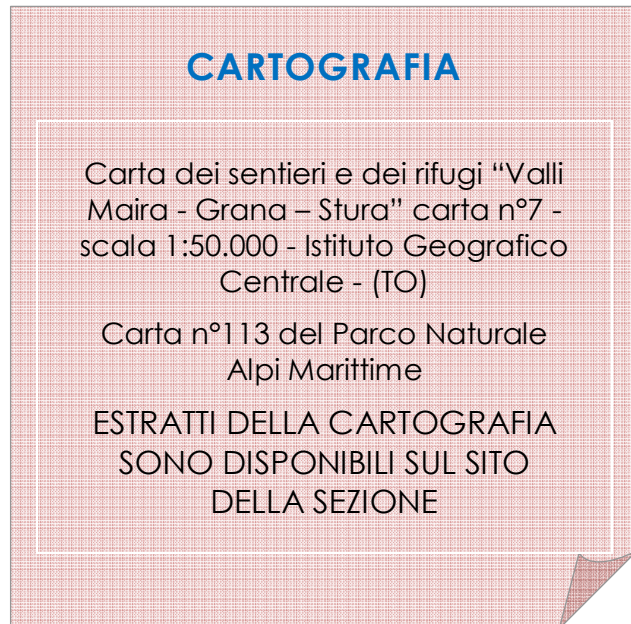 CARTOGRAFIA
Carta dei sentieri e dei rifugi “Valli
Maira - Grana – Stura” carta n°7 -
scala 1:50.000 - Istituto Geografico
Centrale - (TO)
Carta n°113 del Parco Naturale
Alpi Marittime
ESTRATTI DELLA CARTOGRAFIA
SONO DISPONIBILI SUL SITO
DELLA SEZIONE